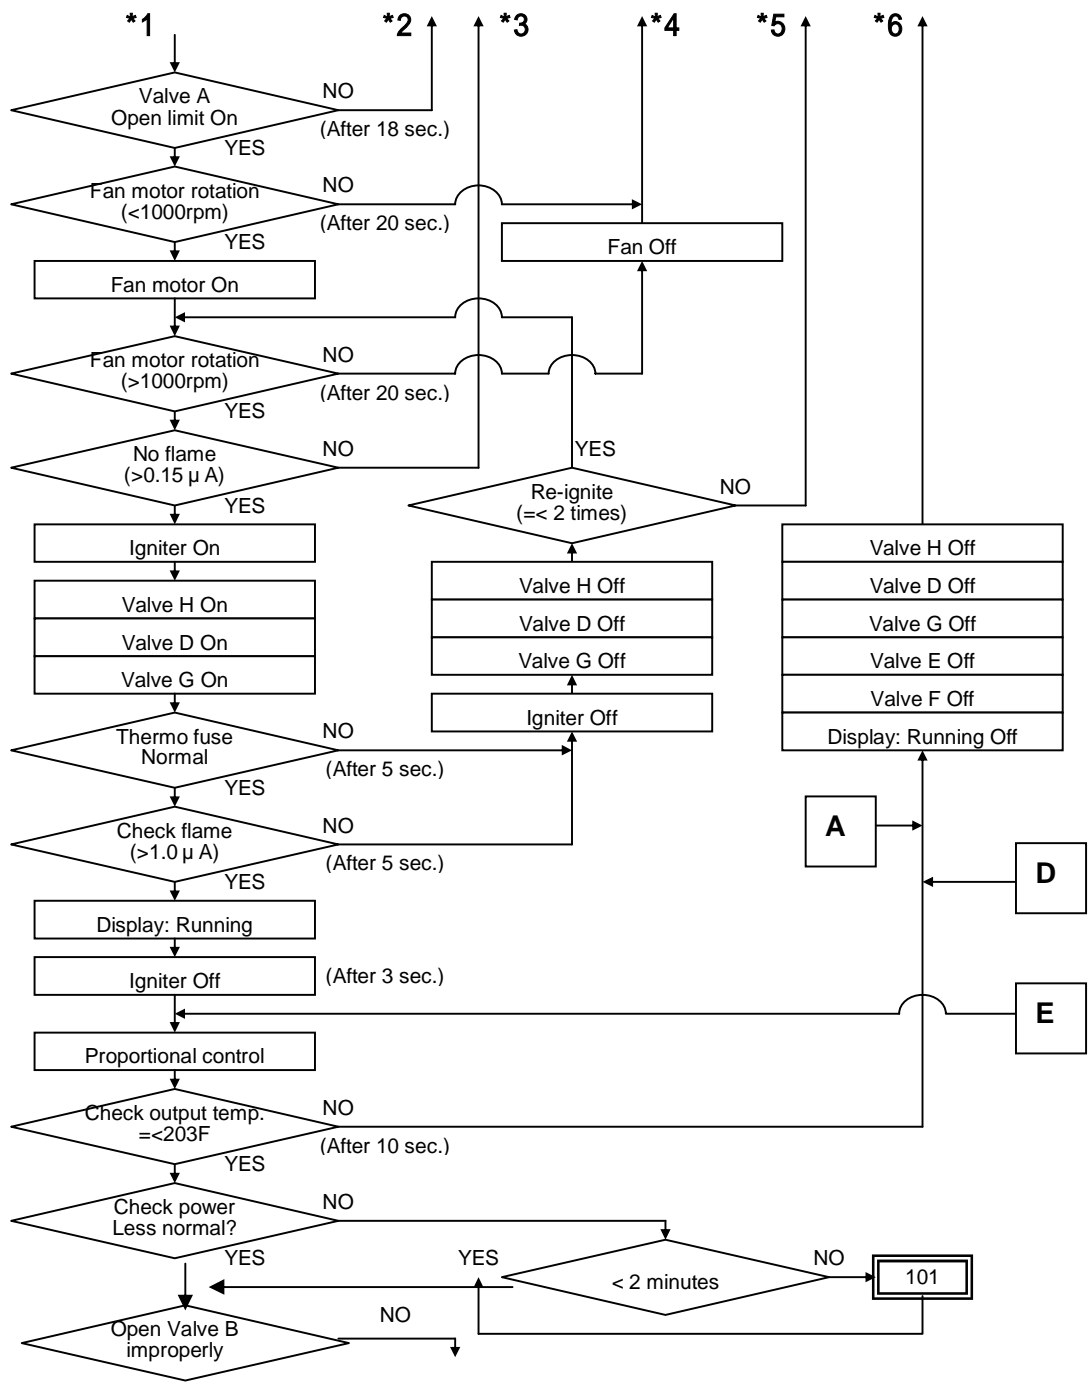 *1
*2
*3
*4
*5
*6
Valve A
Open limit On
NO
(After 18 sec.)
YES
Fan motor rotation
(<1000rpm)
NO
(After 20 sec.)
YES
Fan Off
Fan motor On
Fan motor rotation
(>1000rpm)
NO
(After 20 sec.)
YES
No flame
(>0.15 μ A)
NO
YES
YES
Re-ignite
(=< 2 times)
NO
Igniter On
Valve H On
Valve D On
Valve G On
Valve H Off
Valve D Off
Valve G Off
Igniter Off
Valve H Off
Valve D Off
Valve G Off
Valve E Off
Valve F Off
Display: Running Off
Thermo fuse
Normal
NO
(After 5 sec.)
YES
Check flame
(>1.0 μ A)
NO
(After 5 sec.)
YES
A
D
Display: Running
Igniter Off
(After 3 sec.)
E
Proportional control
Check output temp.
=<203F
NO
(After 10 sec.)
YES
Check power
Less normal?
NO
YES
YES
< 2 minutes
NO
101
Open Valve B
improperly
NO